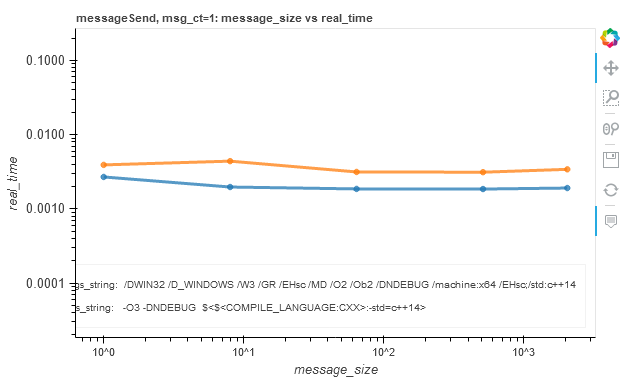 messageSend, msg_ct=1: message_size vs real_time
0.1000
0.0100
0.0010
0.0001
real_time
gs_string: /DWIN32 /D_WINDOWS /W3 /GR /EHsc /MD /O2 /Ob2 /DNDEBUG /machine:x64 /EHsc;/std:c++14
s_string: -O3 -DNDEBUG $<$<COMPILE_LANGUAGE:CXX>:-std=c++14>
10^0 10^1 10^2 10^3
message_size